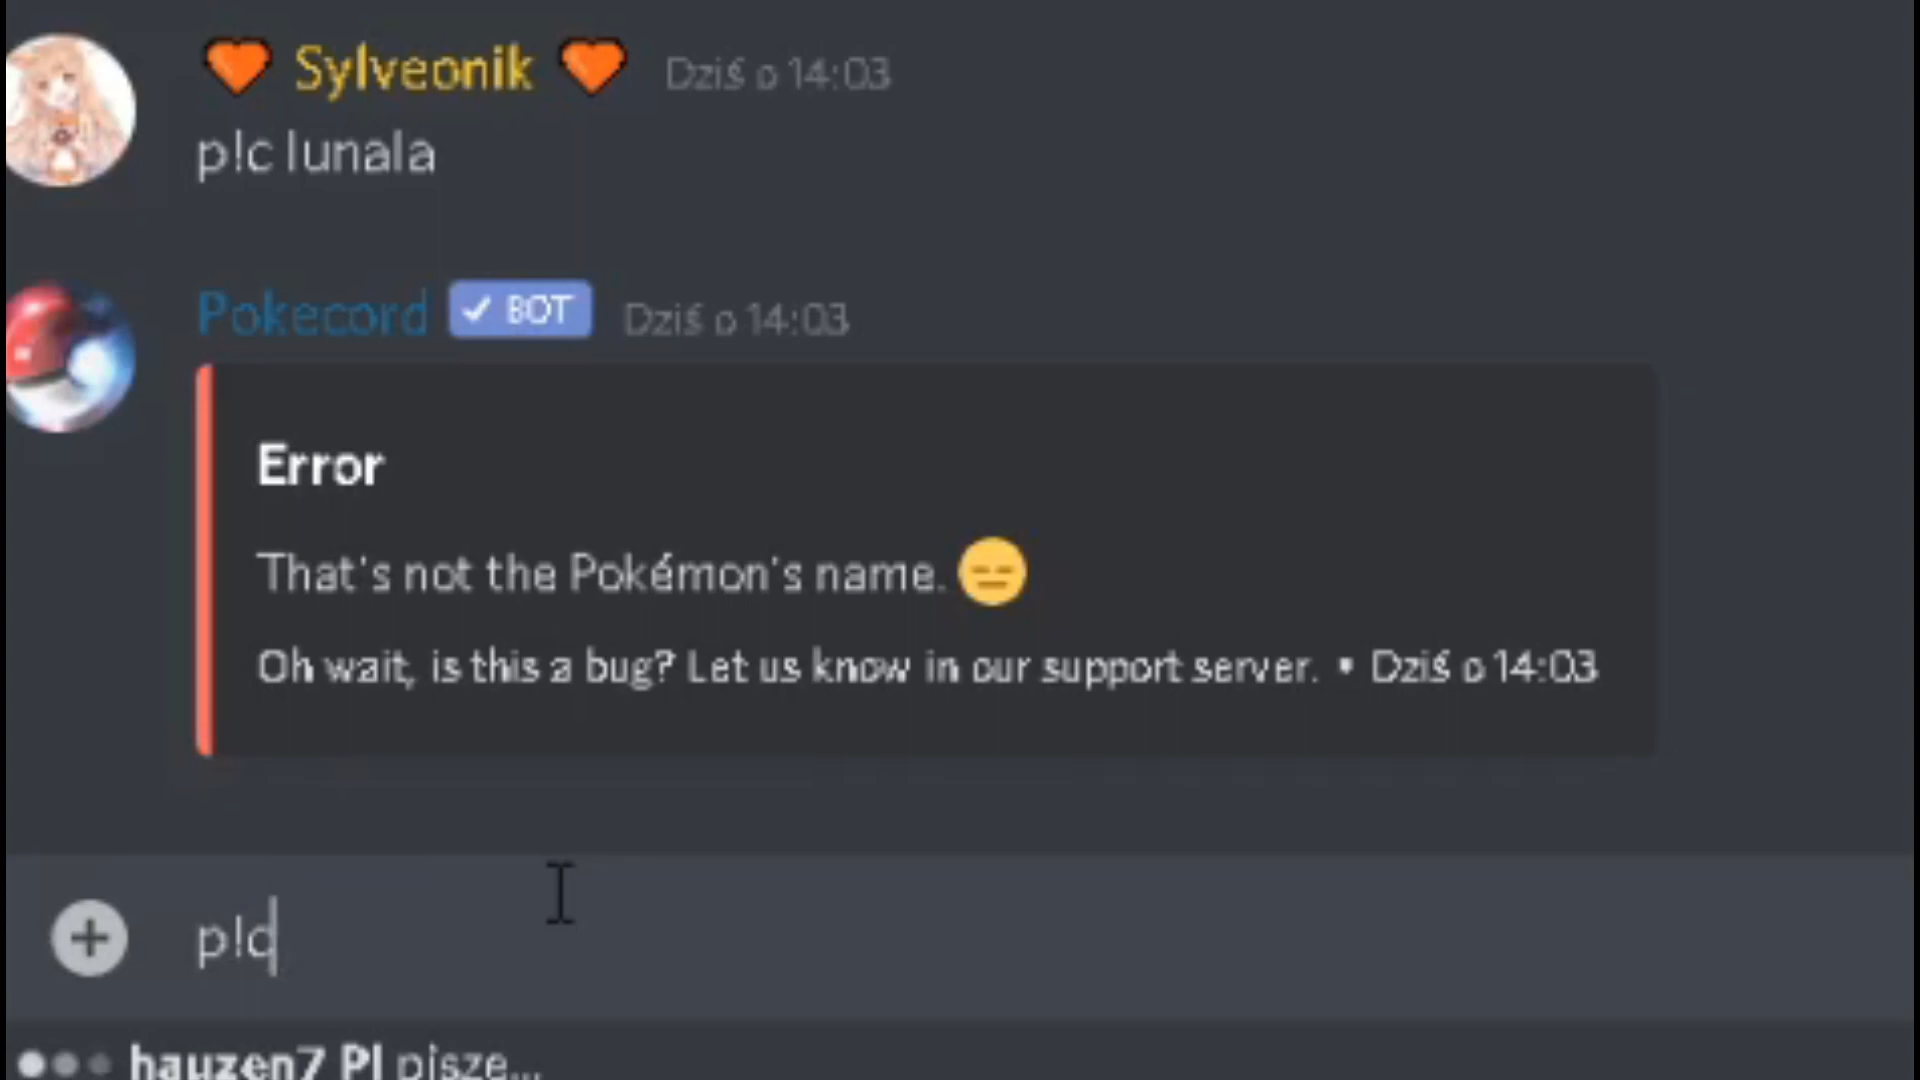 Sylveonik Dziś o 14:03
p!c lunala
Pokecord BOT Dziś o 14:03
Error
That's not the Pokémon's name.
Oh wait, is this a bug? Let us know in our support server. • Dziś o 14:03
p!c
hauzen7 Pl pisze...